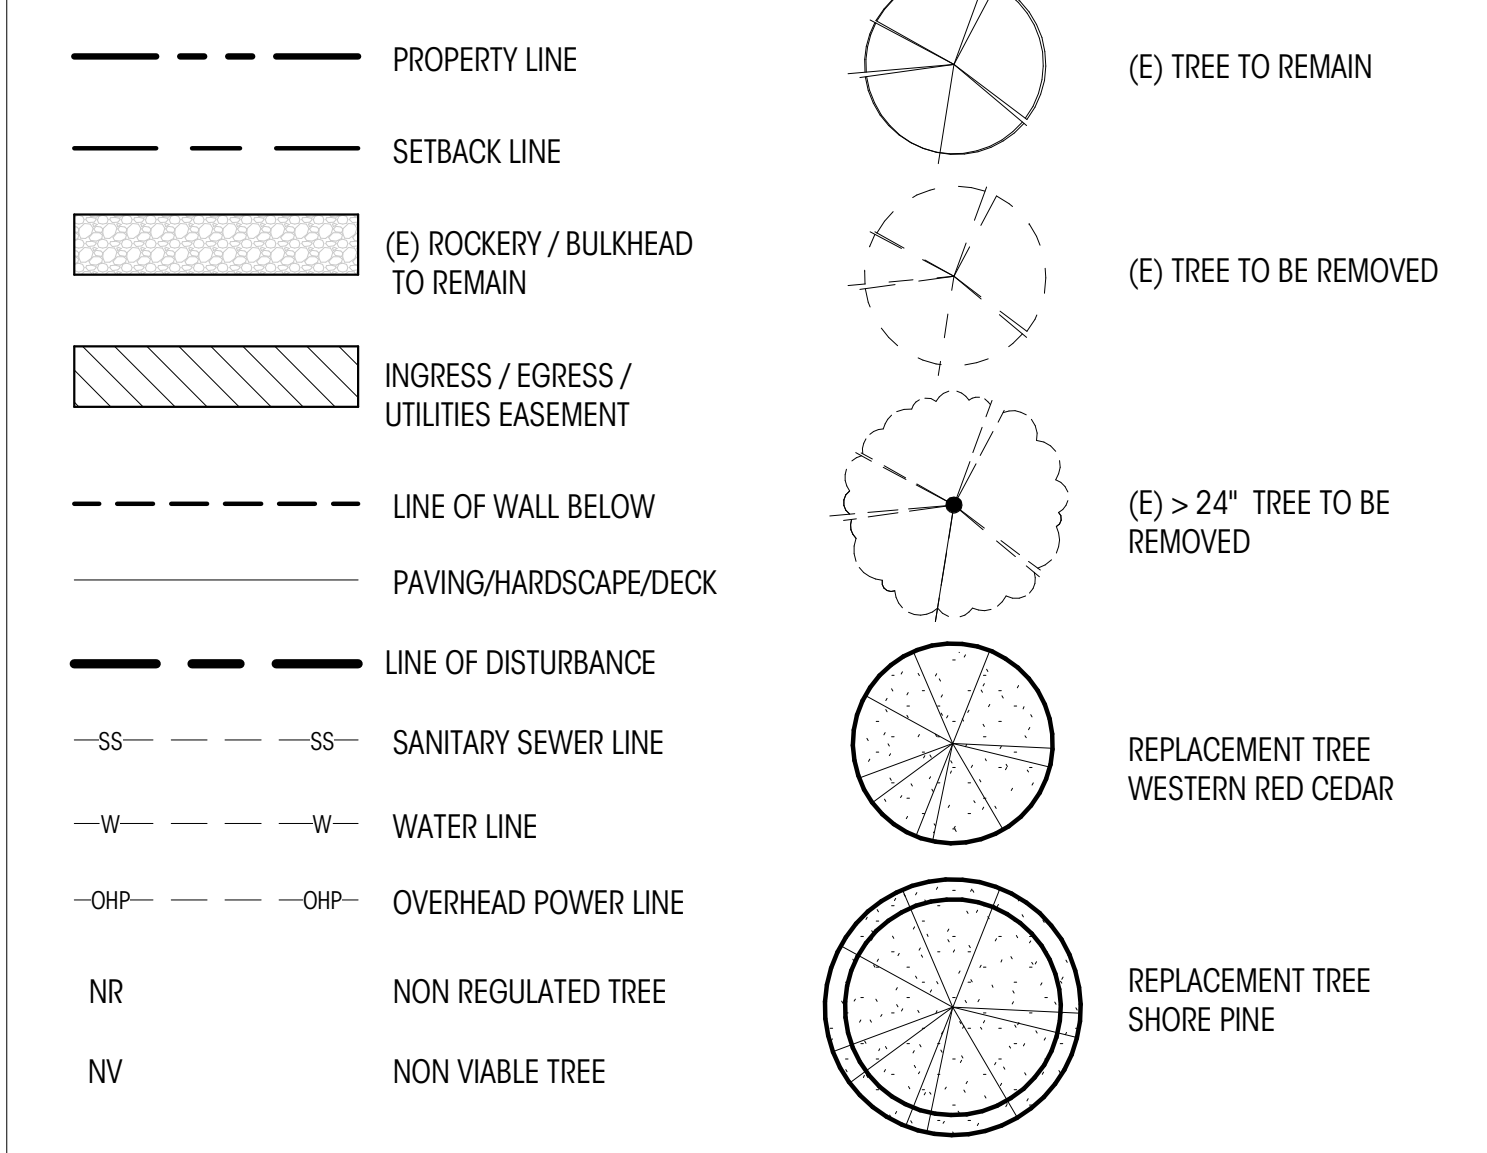 PROPERTY LINE
SETBACK LINE
(E) ROCKERY / BULKHEAD
TO REMAIN
INGRESS / EGRESS /
UTILITIES EASEMENT
LINE OF WALL BELOW
PAVING/HARDSCAPE/DECK
LINE OF DISTURBANCE
SS SS SANITARY SEWER LINE
W W WATER LINE
OHP OHP OVERHEAD POWER LINE
NR NON REGULATED TREE
NV NON VIABLE TREE
(E) TREE TO REMAIN
(E) TREE TO BE REMOVED
(E) > 24" TREE TO BE
REMOVED
REPLACEMENT TREE
WESTERN RED CEDAR
REPLACEMENT TREE
SHORE PINE